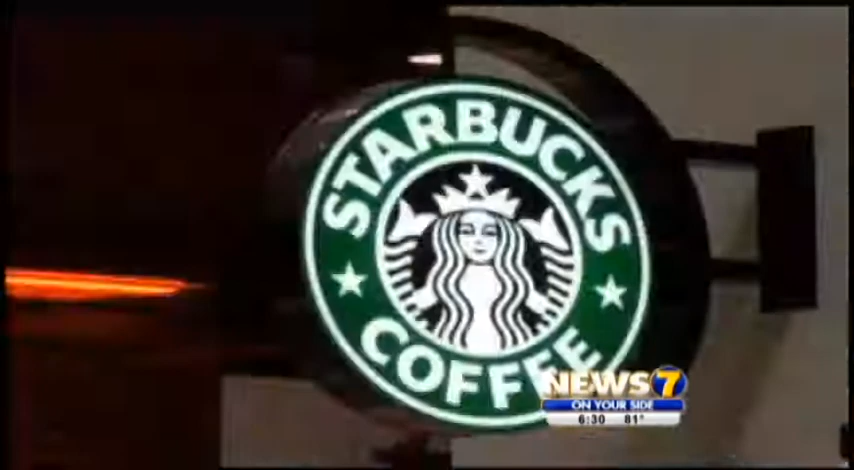 STARBUCKS
COFFEE
NEWS 7
ON YOUR SIDE
6:30 81°